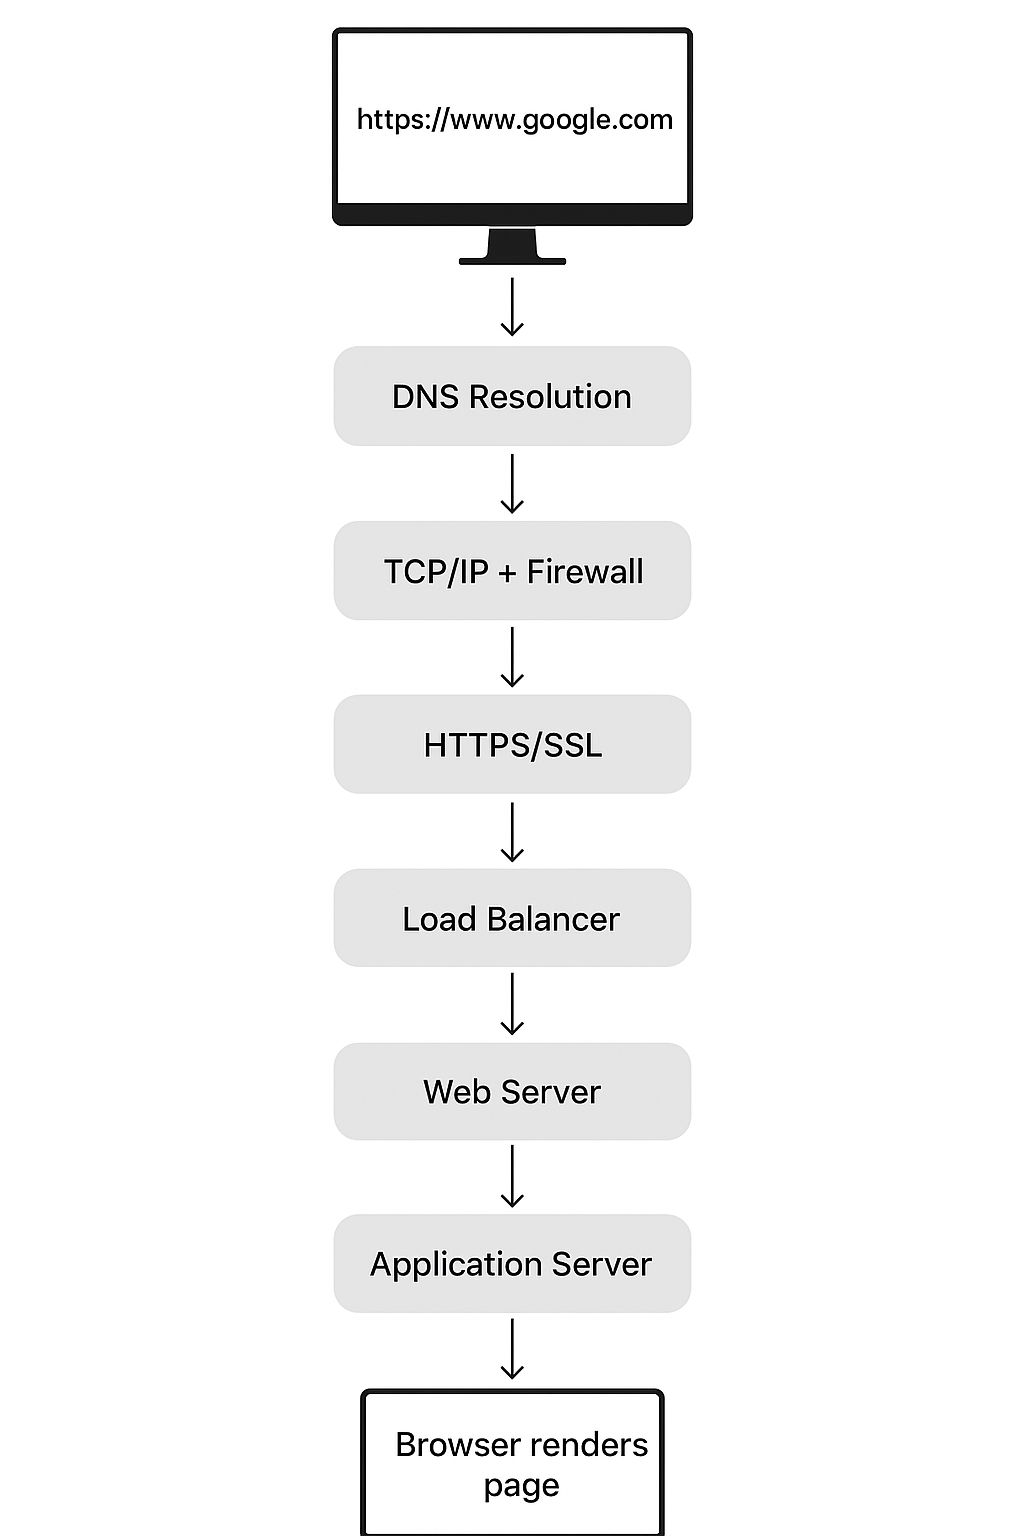 https://www.google.com
DNS Resolution
TCP/IP + Firewall
HTTPS/SSL
Load Balancer
Web Server
Application Server
Browser renders
page